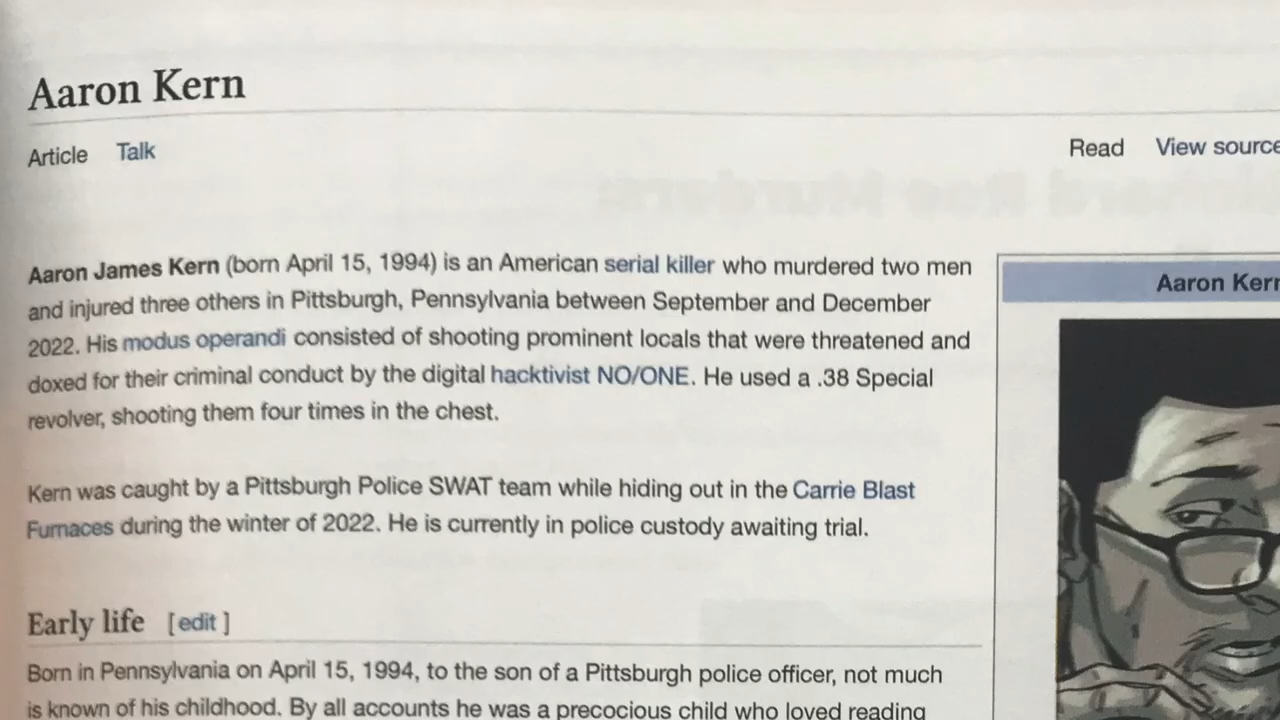 Aaron Kern
Article Talk
Read View source
Aaron James Kern (born April 15, 1994) is an American serial killer who murdered two men
and injured three others in Pittsburgh, Pennsylvania between September and December
2022. His modus operandi consisted of shooting prominent locals that were threatened and
doxed for their criminal conduct by the digital hacktivist NO/ONE. He used a .38 Special
revolver, shooting them four times in the chest.
Kern was caught by a Pittsburgh Police SWAT team while hiding out in the Carrie Blast
Furnaces during the winter of 2022. He is currently in police custody awaiting trial.
Early life [edit]
Born in Pennsylvania on April 15, 1994, to the son of a Pittsburgh police officer, not much
is known of his childhood. By all accounts he was a precocious child who loved reading
Aaron Kern